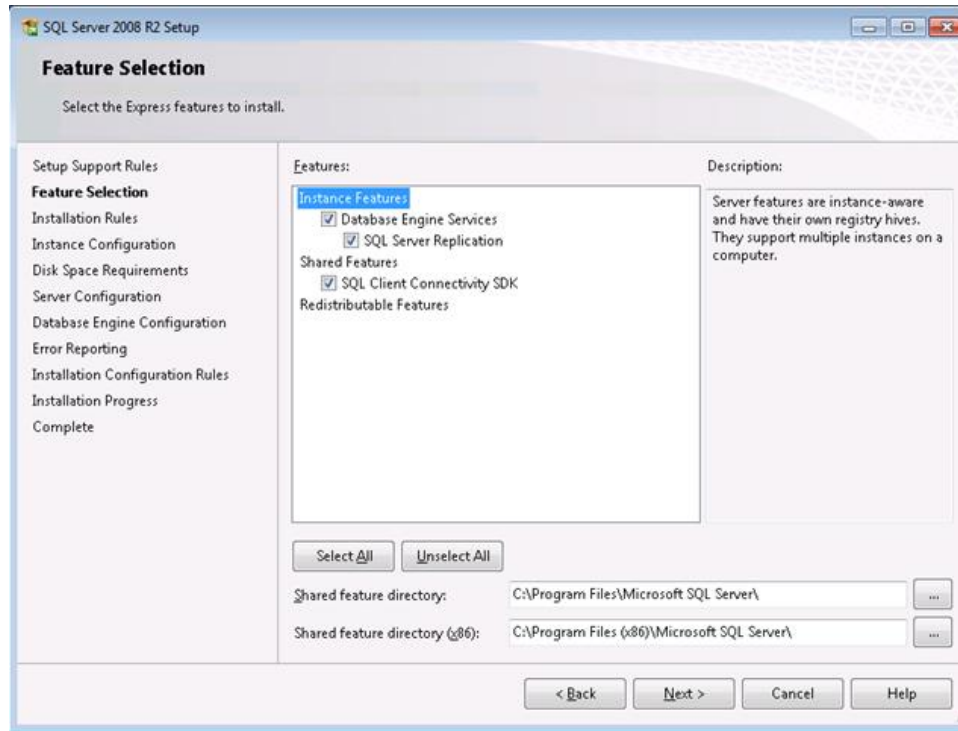 SQL Server 2008 R2 Setup
Feature Selection
Select the Express features to install.
Setup Support Rules
Feature Selection
Installation Rules
Instance Configuration
Disk Space Requirements
Server Configuration
Database Engine Configuration
Error Reporting
Installation Configuration Rules
Installation Progress
Complete
Features:
Instance Features
Database Engine Services
SQL Server Replication
Shared Features
SQL Client Connectivity SDK
Redistributable Features
Description:
Server features are instance-aware
and have their own registry hives.
They support multiple instances on a
computer.
Select All
Unselect All
Shared feature directory:
C:\Program Files\Microsoft SQL Server\
...
Shared feature directory (x86):
C:\Program Files (x86)\Microsoft SQL Server\
...
< Back
Next >
Cancel
Help